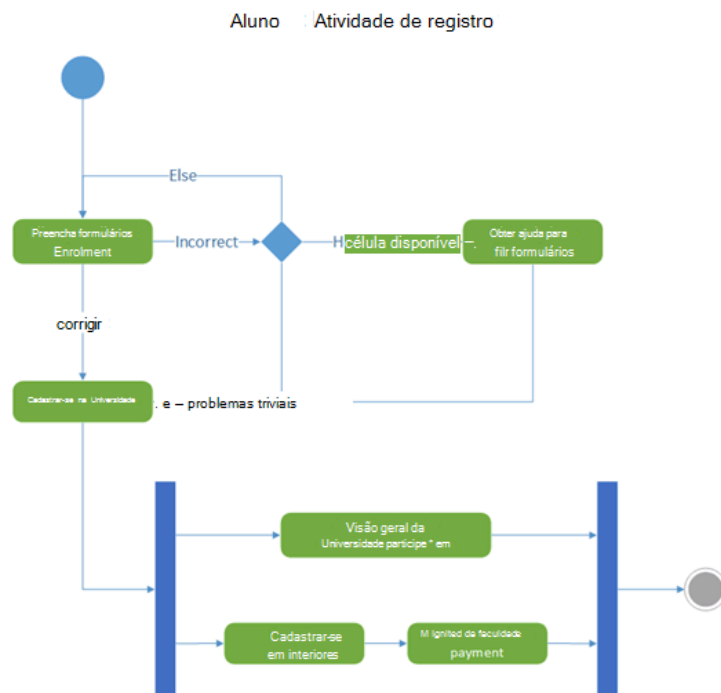 Aluno : Atividade de registro
Else
Preencha formulários
Enrolment
Incorrect
Hcélula disponível –.
Obter ajuda para
filr formulários
corrigir
Cadastrar-se na Universidade
. e – problemas triviais
Visão geral da
Universidade participe * em
Cadastrar-se
em interiores
M ignited da faculdade
payment